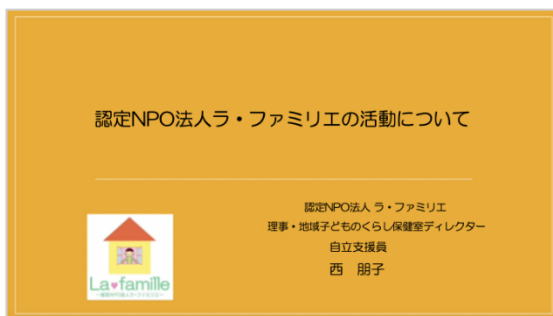 認定NPO法人ラ・ファミリエの活動について
認定NPO法人 ラ・ファミリエ
理事・地域子どものくらし保健室ディレクター
自立支援員
西 朋子
La♥famille